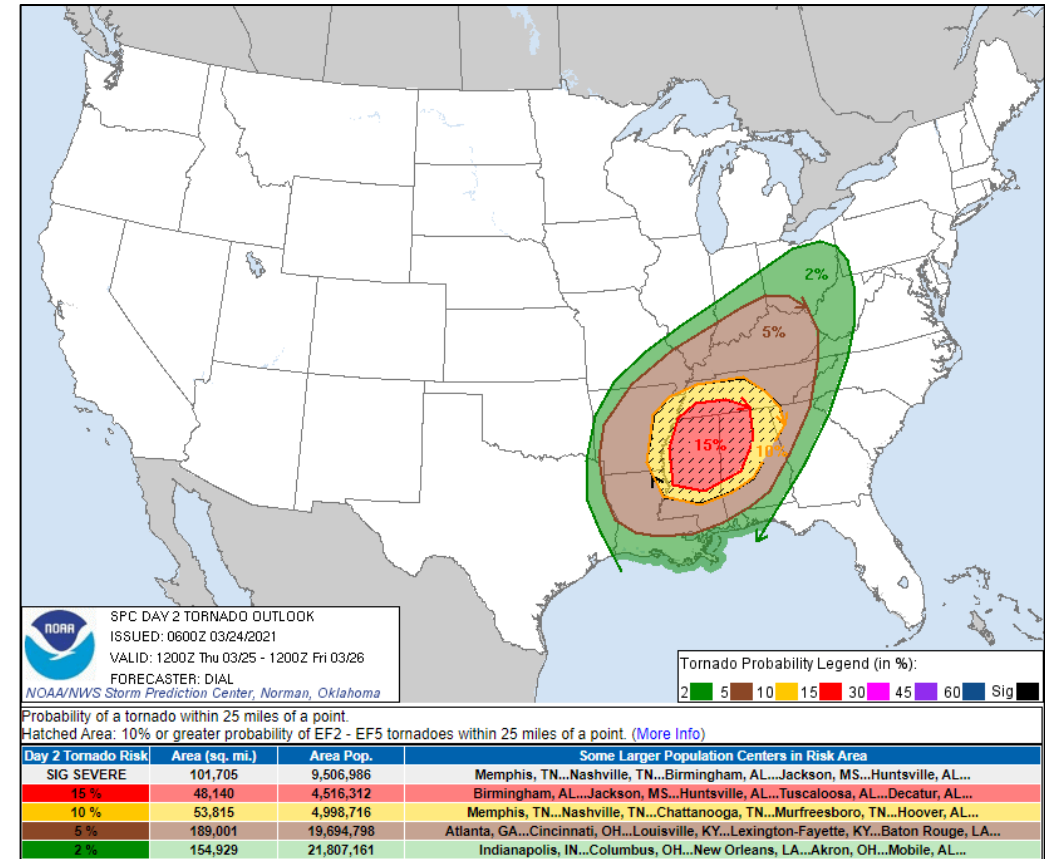 2%
5%
15%
10%
NOAA
SPC DAY 2 TORNADO OUTLOOK
ISSUED: 0600Z 03/24/2021
VALID: 1200Z Thu 03/25 - 1200Z Fri 03/26
FORECASTER: DIAL
NOAA/NWS Storm Prediction Center, Norman, Oklahoma
Tornado Probability Legend (in %):
2 5 10 15 30 45 60 Sig
Probability of a tornado within 25 miles of a point.
Hatched Area: 10% or greater probability of EF2 - EF5 tornadoes within 25 miles of a point. (More Info)
Day 2 Tornado Risk Area (sq. mi.) Area Pop. Some Larger Population Centers in Risk Area
SIG SEVERE 101,705 9,506,986 Memphis, TN...Nashville, TN...Birmingham, AL...Jackson, MS...Huntsville, AL...
15 % 48,140 4,516,312 Birmingham, AL...Jackson, MS...Huntsville, AL...Tuscaloosa, AL...Decatur, AL...
10 % 53,815 4,998,716 Memphis, TN...Nashville, TN...Chattanooga, TN...Murfreesboro, TN...Hoover, AL...
5 % 189,001 19,694,798 Atlanta, GA...Cincinnati, OH...Louisville, KY...Lexington-Fayette, KY...Baton Rouge, LA...
2 % 154,929 21,807,161 Indianapolis, IN...Columbus, OH...New Orleans, LA...Akron, OH...Mobile, AL...